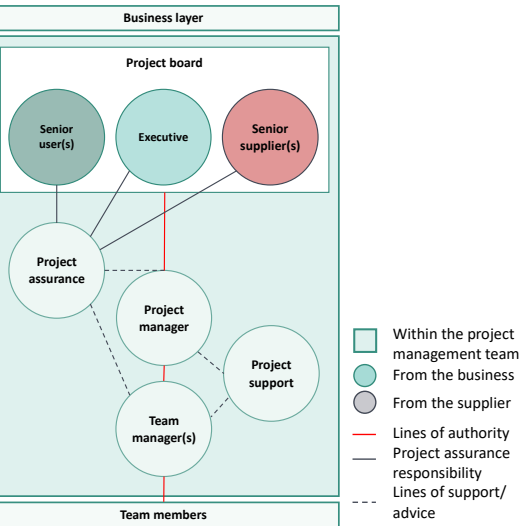 Business layer
Project board
Senior
user(s)
Executive
Senior
supplier(s)
Project
assurance
Project
manager
Project
support
Team
manager(s)
Team members
Within the project
management team
From the business
From the supplier
Lines of authority
Project assurance
responsibility
Lines of support/
advice